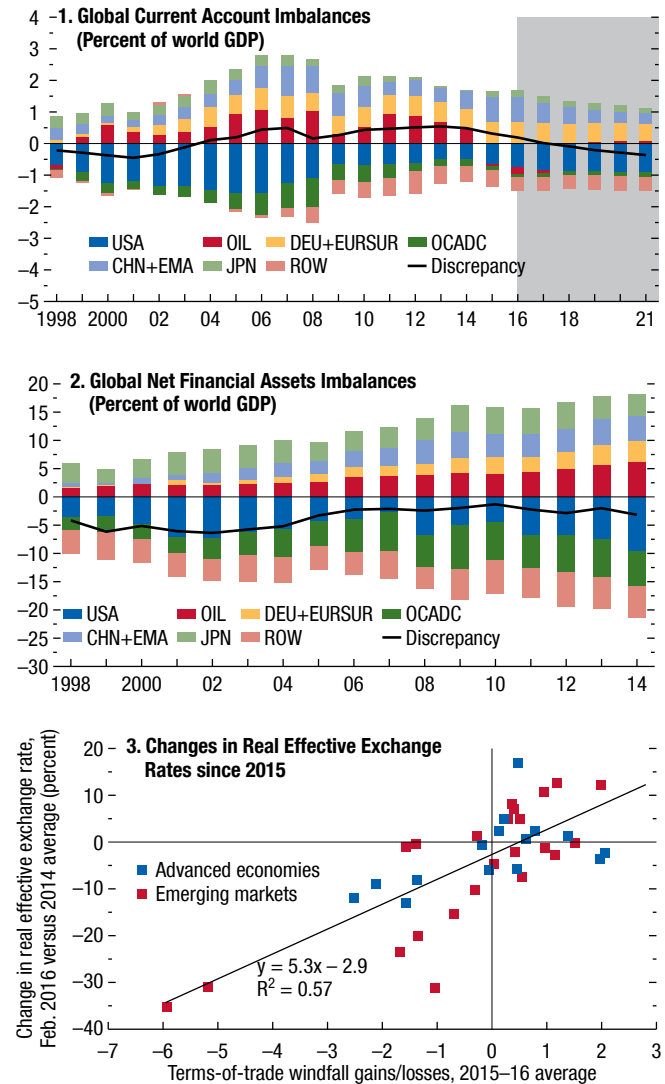 1. Global Current Account Imbalances
(Percent of world GDP)
4
3
2
1
0
–1
–2
–3
–4
–5
USA OIL DEU+EURSUR OCADC
CHN+EMA JPN ROW Discrepancy
1998 2000 02 04 06 08 10 12 14 16 18 21
2. Global Net Financial Assets Imbalances
(Percent of world GDP)
20
15
10
5
0
–5
–10
–15
–20
–25
–30
USA OIL DEU+EURSUR OCADC
CHN+EMA JPN ROW Discrepancy
1998 2000 02 04 06 08 10 12 14
3. Changes in Real Effective Exchange
Rates since 2015
Change in real effective exchange rate,
Feb. 2016 versus 2014 average (percent)
20
10
0
–10
–20
–30
–40
Advanced economies
Emerging markets
y = 5.3x – 2.9
R² = 0.57
–7 –6 –5 –4 –3 –2 –1 0 1 2 3
Terms-of-trade windfall gains/losses, 2015–16 average